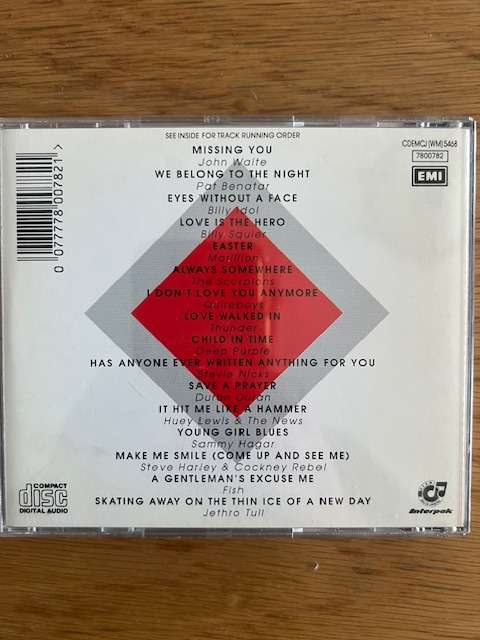 SEE INSIDE FOR TRACK RUNNING ORDER
CDEMCJ (WM) 5468
7800782
EMI
0 077778 007821 >
MISSING YOU
John Waite
WE BELONG TO THE NIGHT
Pat Benatar
EYES WITHOUT A FACE
Billy Idol
LOVE IS THE HERO
Billy Squier
EASTER
Marillion
ALWAYS SOMEWHERE
The Scorpions
I DON'T LOVE YOU ANYMORE
Quireboys
LOVE WALKED IN
Thunder
CHILD IN TIME
Deep Purple
HAS ANYONE EVER WRITTEN ANYTHING FOR YOU
Stevie Nicks
SAVE A PRAYER
Duran Duran
IT HIT ME LIKE A HAMMER
Huey Lewis & The News
YOUNG GIRL BLUES
Sammy Hagar
MAKE ME SMILE (COME UP AND SEE ME)
Steve Harley & Cockney Rebel
A GENTLEMAN'S EXCUSE ME
Fish
SKATING AWAY ON THE THIN ICE OF A NEW DAY
Jethro Tull
COMPACT
disc
DIGITAL AUDIO
Interpak